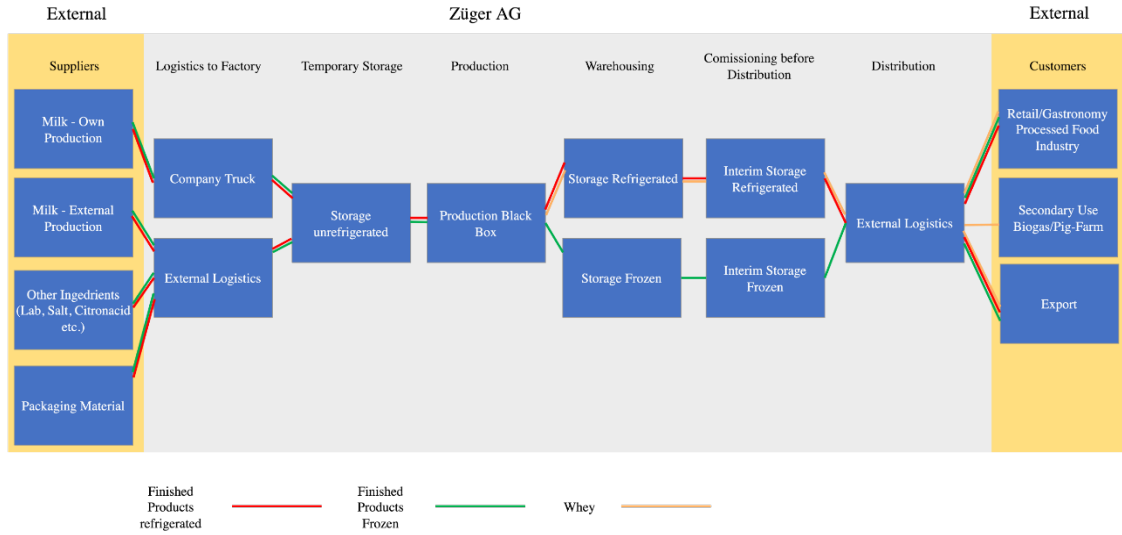 External
Züger AG
External
Suppliers
Logistics to Factory
Temporary Storage
Production
Warehousing
Comissioning before
Distribution
Distribution
Customers
Milk - Own
Production
Milk - External
Production
Other Ingedrients
(Lab, Salt, Citronacid
etc.)
Packaging Material
Company Truck
External Logistics
Storage
unrefrigerated
Production Black
Box
Storage Refrigerated
Storage Frozen
Interim Storage
Refrigerated
Interim Storage
Frozen
External Logistics
Retail/Gastronomy
Processed Food
Industry
Secondary Use
Biogas/Pig-Farm
Export
Finished
Products
refrigerated
Finished
Products
Frozen
Whey